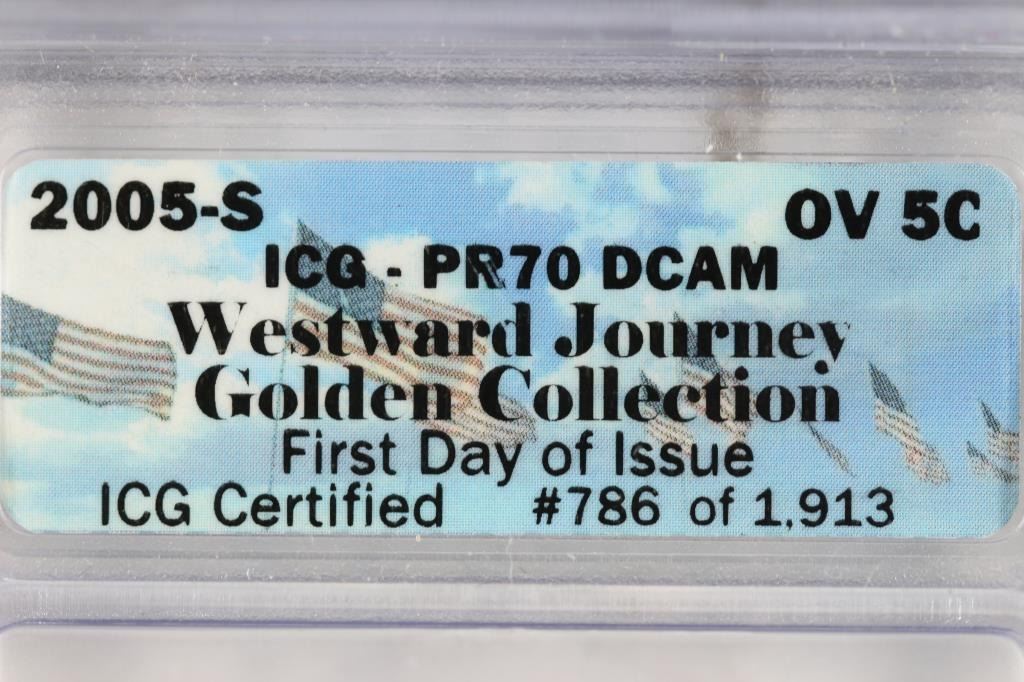 2005-S OV 5C
ICG - PR70 DCAM
Westward Journey
Golden Collection
First Day of Issue
ICG Certified #786 of 1,913